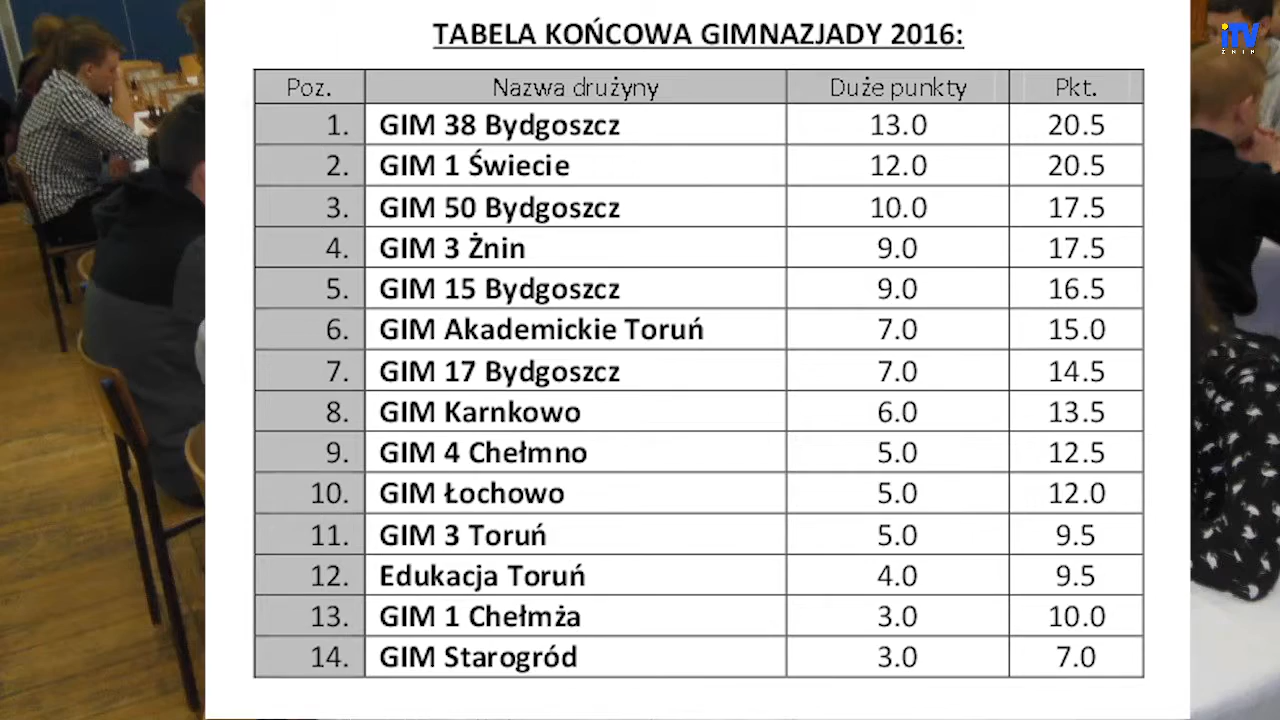 TABELA KOŃCOWA GIMNAZJADY 2016:
Poz. Nazwa drużyny Duże punkty Pkt.
1. GIM 38 Bydgoszcz 13.0 20.5
2. GIM 1 Świecie 12.0 20.5
3. GIM 50 Bydgoszcz 10.0 17.5
4. GIM 3 Żnin 9.0 17.5
5. GIM 15 Bydgoszcz 9.0 16.5
6. GIM Akademickie Toruń 7.0 15.0
7. GIM 17 Bydgoszcz 7.0 14.5
8. GIM Karnkowo 6.0 13.5
9. GIM 4 Chełmno 5.0 12.5
10. GIM Łochowo 5.0 12.0
11. GIM 3 Toruń 5.0 9.5
12. Edukacja Toruń 4.0 9.5
13. GIM 1 Chełmża 3.0 10.0
14. GIM Starogród 3.0 7.0
iTV
ŻNIN